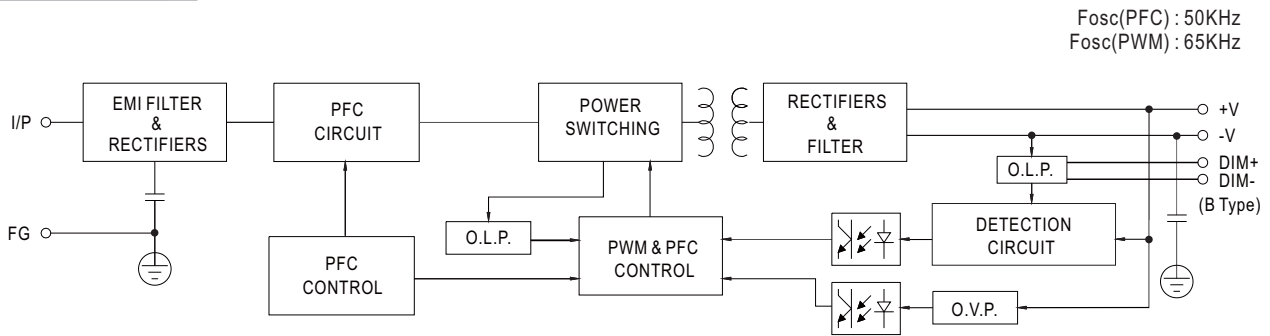 Fosc(PFC) : 50KHz
Fosc(PWM) : 65KHz
I/P
EMI FILTER
&
RECTIFIERS
PFC
CIRCUIT
POWER
SWITCHING
RECTIFIERS
&
FILTER
+V
-V
DIM+
DIM-
(B Type)
O.L.P.
FG
PFC
CONTROL
O.L.P.
PWM & PFC
CONTROL
DETECTION
CIRCUIT
O.V.P.